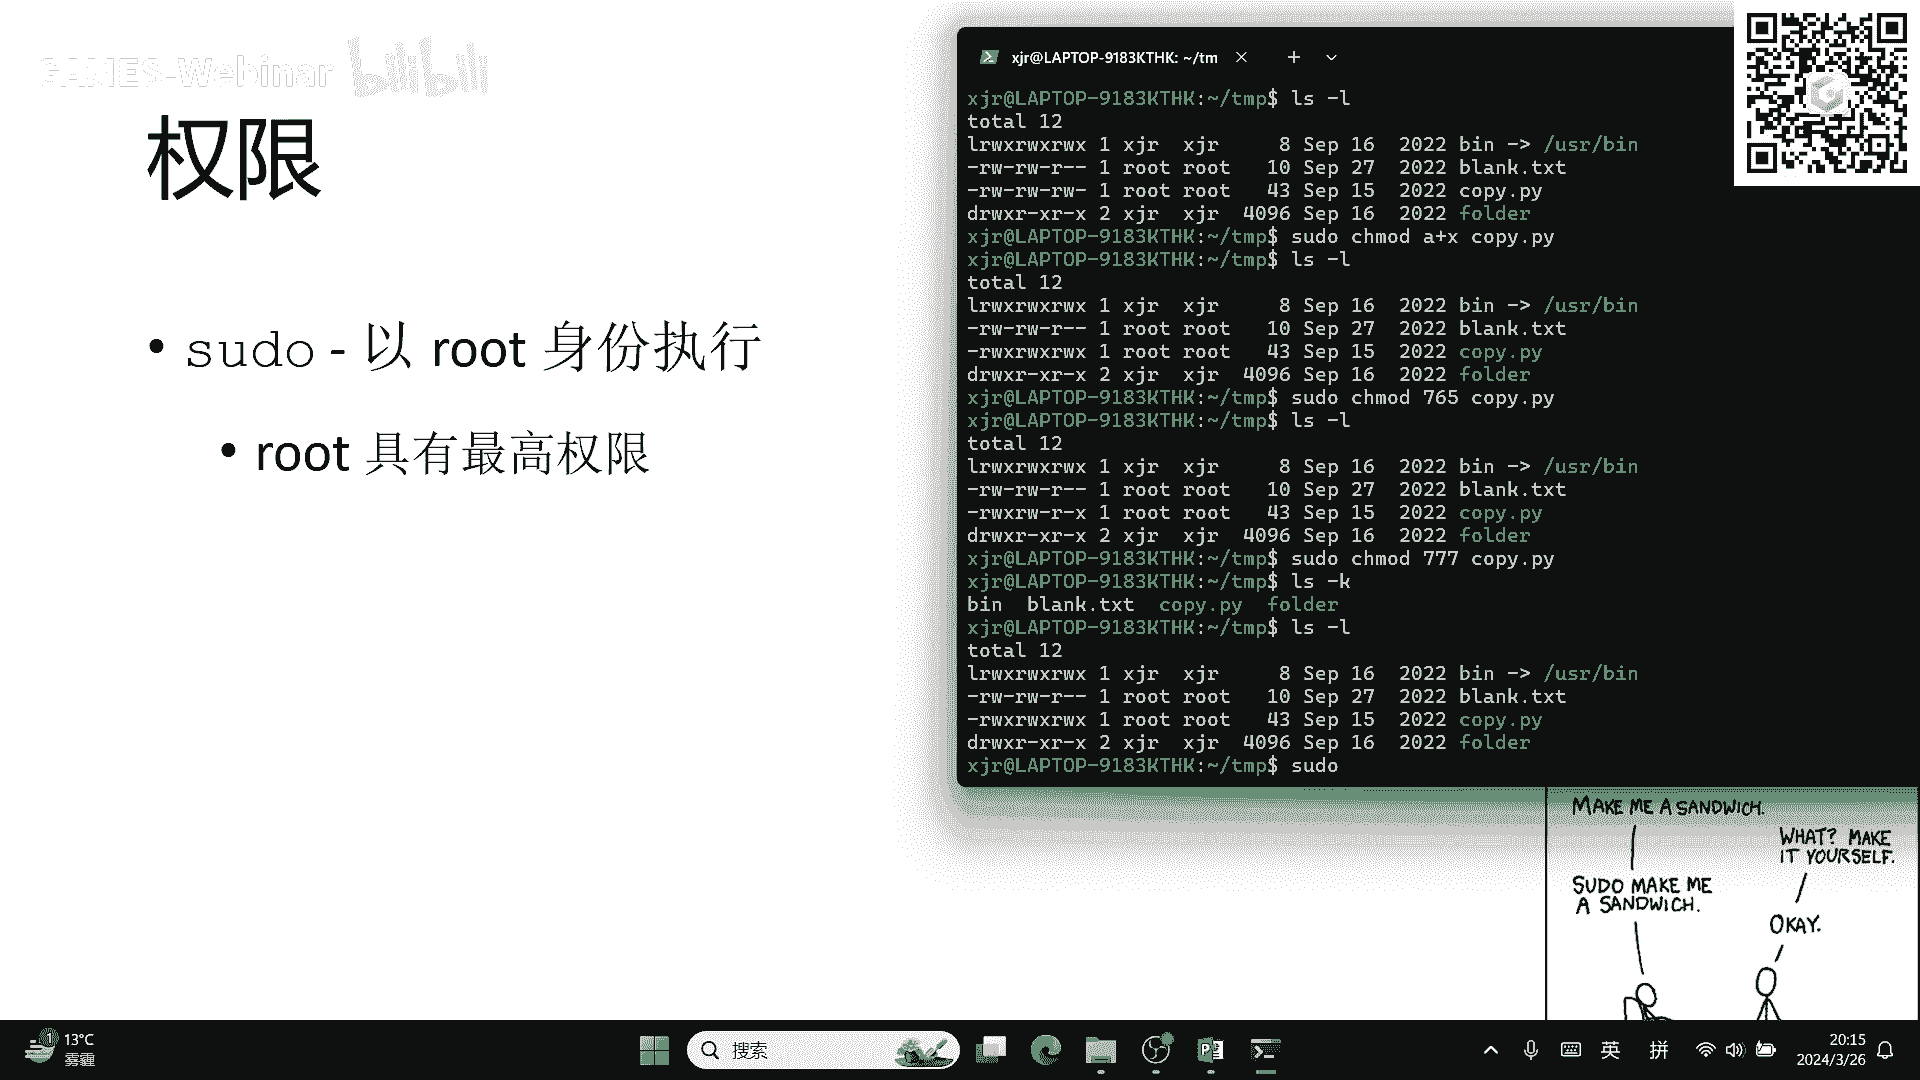 GAMES-Webinar bilibili
权限
• sudo - 以 root 身份执行
• root 具有最高权限
xjr@LAPTOP-9183KTHK: ~/tm
xjr@LAPTOP-9183KTHK:~/tmp$ ls -l
total 12
lrwxrwxrwx 1 xjr  xjr     8 Sep 16  2022 bin -> /usr/bin
-rw-rw-r-- 1 root root   10 Sep 27  2022 blank.txt
-rw-rw-rw- 1 root root   43 Sep 15  2022 copy.py
drwxr-xr-x 2 xjr  xjr  4096 Sep 16  2022 folder
xjr@LAPTOP-9183KTHK:~/tmp$ sudo chmod a+x copy.py
xjr@LAPTOP-9183KTHK:~/tmp$ ls -l
total 12
lrwxrwxrwx 1 xjr  xjr     8 Sep 16  2022 bin -> /usr/bin
-rw-rw-r-- 1 root root   10 Sep 27  2022 blank.txt
-rwxrwxrwx 1 root root   43 Sep 15  2022 copy.py
drwxr-xr-x 2 xjr  xjr  4096 Sep 16  2022 folder
xjr@LAPTOP-9183KTHK:~/tmp$ sudo chmod 765 copy.py
xjr@LAPTOP-9183KTHK:~/tmp$ ls -l
total 12
lrwxrwxrwx 1 xjr  xjr     8 Sep 16  2022 bin -> /usr/bin
-rw-rw-r-- 1 root root   10 Sep 27  2022 blank.txt
-rwxrw-r-x 1 root root   43 Sep 15  2022 copy.py
drwxr-xr-x 2 xjr  xjr  4096 Sep 16  2022 folder
xjr@LAPTOP-9183KTHK:~/tmp$ sudo chmod 777 copy.py
xjr@LAPTOP-9183KTHK:~/tmp$ ls -k
bin  blank.txt  copy.py  folder
xjr@LAPTOP-9183KTHK:~/tmp$ ls -l
total 12
lrwxrwxrwx 1 xjr  xjr     8 Sep 16  2022 bin -> /usr/bin
-rw-rw-r-- 1 root root   10 Sep 27  2022 blank.txt
-rwxrwxrwx 1 root root   43 Sep 15  2022 copy.py
drwxr-xr-x 2 xjr  xjr  4096 Sep 16  2022 folder
xjr@LAPTOP-9183KTHK:~/tmp$ sudo
MAKE ME A SANDWICH.
WHAT? MAKE
IT YOURSELF.
SUDO MAKE ME
A SANDWICH.
OKAY.
1
13°C
雾霾
搜索
英
拼
20:15
2024/3/26